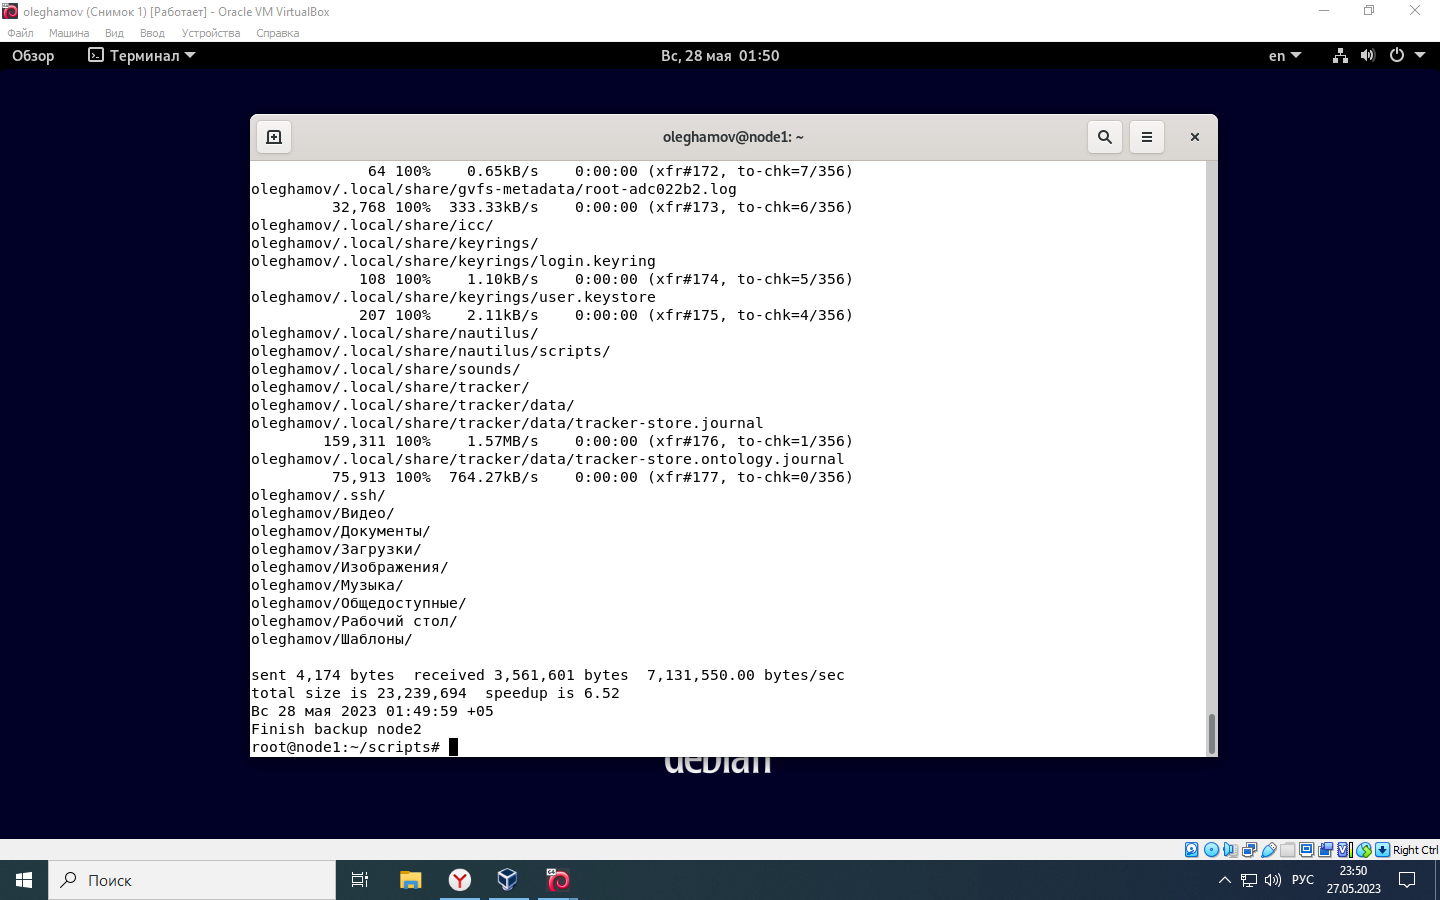 oleghamov (Снимок 1) [Работает] - Oracle VM VirtualBox
Файл Машина Вид Ввод Устройства Справка
Обзор Терминал Вс, 28 мая 01:50 en
oleghamov@node1: ~
64 100% 0.65kB/s 0:00:00 (xfr#172, to-chk=7/356)
oleghamov/.local/share/gvfs-metadata/root-adc022b2.log
32,768 100% 333.33kB/s 0:00:00 (xfr#173, to-chk=6/356)
oleghamov/.local/share/icc/
oleghamov/.local/share/keyrings/
oleghamov/.local/share/keyrings/login.keyring
108 100% 1.10kB/s 0:00:00 (xfr#174, to-chk=5/356)
oleghamov/.local/share/keyrings/user.keystore
207 100% 2.11kB/s 0:00:00 (xfr#175, to-chk=4/356)
oleghamov/.local/share/nautilus/
oleghamov/.local/share/nautilus/scripts/
oleghamov/.local/share/sounds/
oleghamov/.local/share/tracker/
oleghamov/.local/share/tracker/data/
oleghamov/.local/share/tracker/data/tracker-store.journal
159,311 100% 1.57MB/s 0:00:00 (xfr#176, to-chk=1/356)
oleghamov/.local/share/tracker/data/tracker-store.ontology.journal
75,913 100% 764.27kB/s 0:00:00 (xfr#177, to-chk=0/356)
oleghamov/.ssh/
oleghamov/Видео/
oleghamov/Документы/
oleghamov/Загрузки/
oleghamov/Изображения/
oleghamov/Музыка/
oleghamov/Общедоступные/
oleghamov/Рабочий стол/
oleghamov/Шаблоны/
sent 4,174 bytes received 3,561,601 bytes 7,131,550.00 bytes/sec
total size is 23,239,694 speedup is 6.52
Вс 28 мая 2023 01:49:59 +05
Finish backup node2
root@node1:~/scripts#
debian
Right Ctrl
Поиск
РУС
23:50
27.05.2023